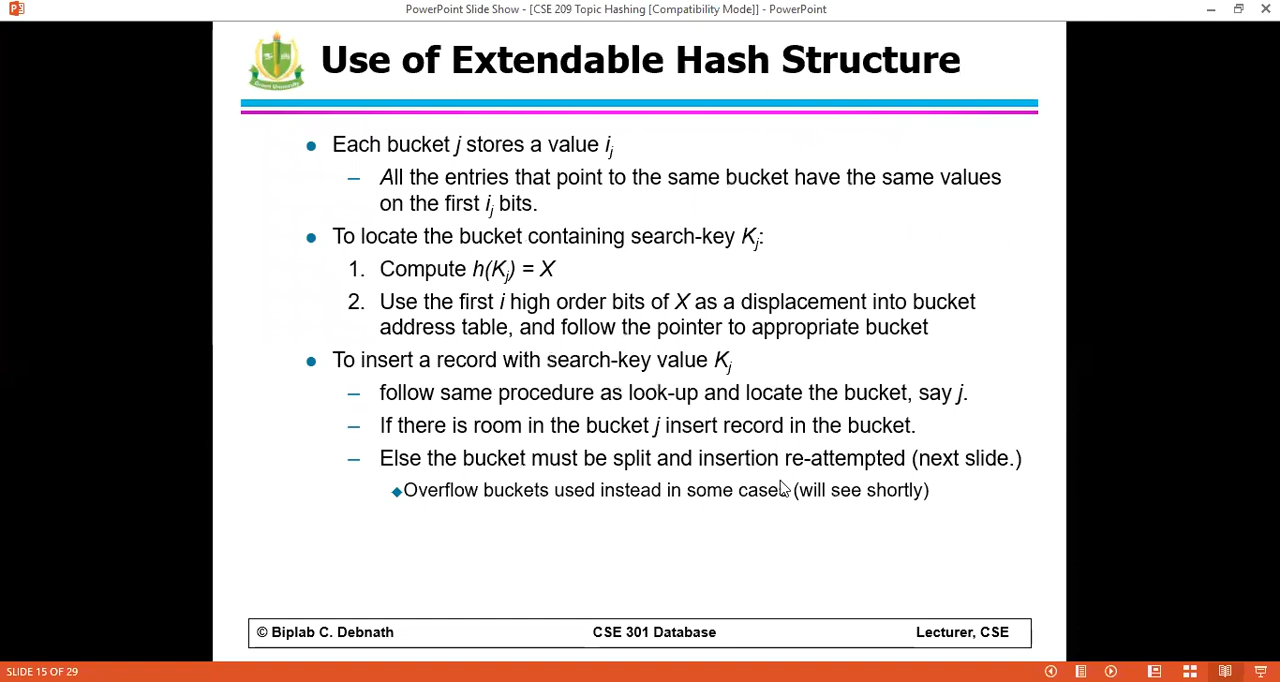 PowerPoint Slide Show - [CSE 209 Topic Hashing [Compatibility Mode]] - PowerPoint
Use of Extendable Hash Structure
• Each bucket j stores a value ij
– All the entries that point to the same bucket have the same values
on the first ij bits.
• To locate the bucket containing search-key Kj:
1. Compute h(Kj) = X
2. Use the first i high order bits of X as a displacement into bucket
address table, and follow the pointer to appropriate bucket
• To insert a record with search-key value Kj
– follow same procedure as look-up and locate the bucket, say j.
– If there is room in the bucket j insert record in the bucket.
– Else the bucket must be split and insertion re-attempted (next slide.)
◆Overflow buckets used instead in some cases (will see shortly)
© Biplab C. Debnath CSE 301 Database Lecturer, CSE
SLIDE 15 OF 29